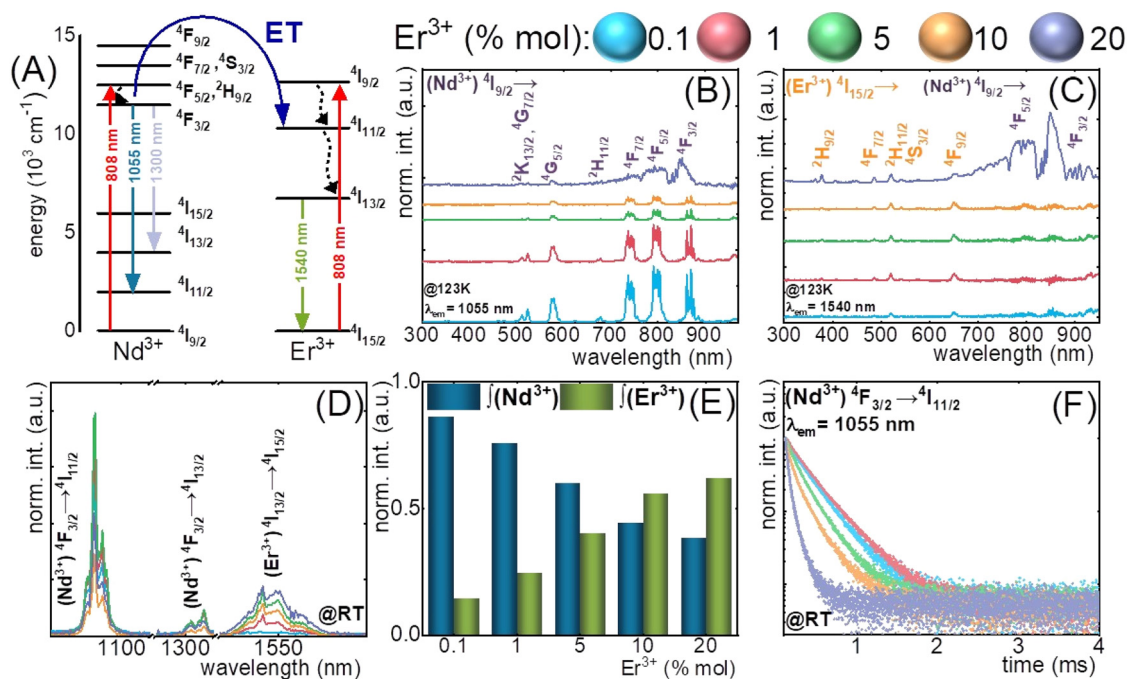 Er³⁺ (% mol): 0.1 1 5 10 20
(A)
energy (10³ cm⁻¹)
15
10
5
0
ET
⁴F₉/₂
⁴F₇/₂,⁴S₃/₂
⁴F₅/₂,²H₉/₂
⁴F₃/₂
⁴I₁₅/₂
⁴I₁₃/₂
⁴I₁₁/₂
⁴I₉/₂
808 nm
1055 nm
1300 nm
Nd³⁺
⁴I₉/₂
⁴I₁₁/₂
⁴I₁₃/₂
⁴I₁₅/₂
1540 nm
808 nm
Er³⁺
(B)
norm. int. (a.u.)
(Nd³⁺) ⁴I₉/₂↓
²K₁₃/₂, ⁴G₇/₂
⁴G₅/₂
²H₁₁/₂
⁴F₇/₂
⁴F₅/₂
⁴F₃/₂
@123K
λem = 1055 nm
300 400 500 600 700 800 900
wavelength (nm)
(C)
norm. int. (a.u.)
(Er³⁺) ⁴I₁₅/₂→
(Nd³⁺) ⁴I₉/₂→
²H₉/₂
⁴F₇/₂
²H₁₁/₂
⁴S₃/₂
⁴F₉/₂
⁴F₅/₂
⁴F₃/₂
@123K
λem = 1540 nm
300 400 500 600 700 800 900
wavelength (nm)
(D)
norm. int. (a.u.)
(Nd³⁺) ⁴F₃/₂→⁴I₁₁/₂
(Nd³⁺) ⁴F₃/₂→⁴I₁₃/₂
(Er³⁺) ⁴I₁₃/₂→⁴I₁₅/₂
@RT
1100 1300 1550
wavelength (nm)
(E)
norm. int. (a.u.)
1.0
0.5
0.0
∫(Nd³⁺) ∫(Er³⁺)
0.1 1 5 10 20
Er³⁺ (% mol)
(F)
norm. int. (a.u.)
(Nd³⁺) ⁴F₃/₂→⁴I₁₁/₂
λem = 1055 nm
@RT
1 2 3 4
time (ms)